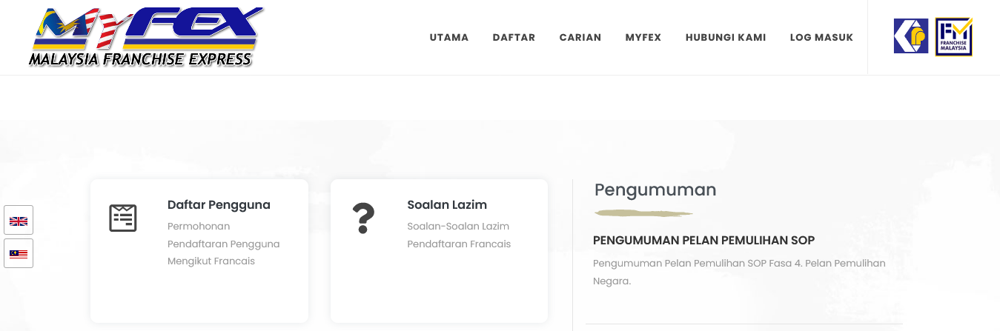 MYFEX
MALAYSIA FRANCHISE EXPRESS
UTAMA DAFTAR CARIAN MYFEX HUBUNGI KAMI LOG MASUK
FM
FRANCHISE
MALAYSIA
Daftar Pengguna
Permohonan
Pendaftaran Pengguna
Mengikut Francais
Soalan Lazim
Soalan-Soalan Lazim
Pendaftaran Francais
Pengumuman
PENGUMUMAN PELAN PEMULIHAN SOP
Pengumuman Pelan Pemulihan SOP Fasa 4. Pelan Pemulihan
Negara.